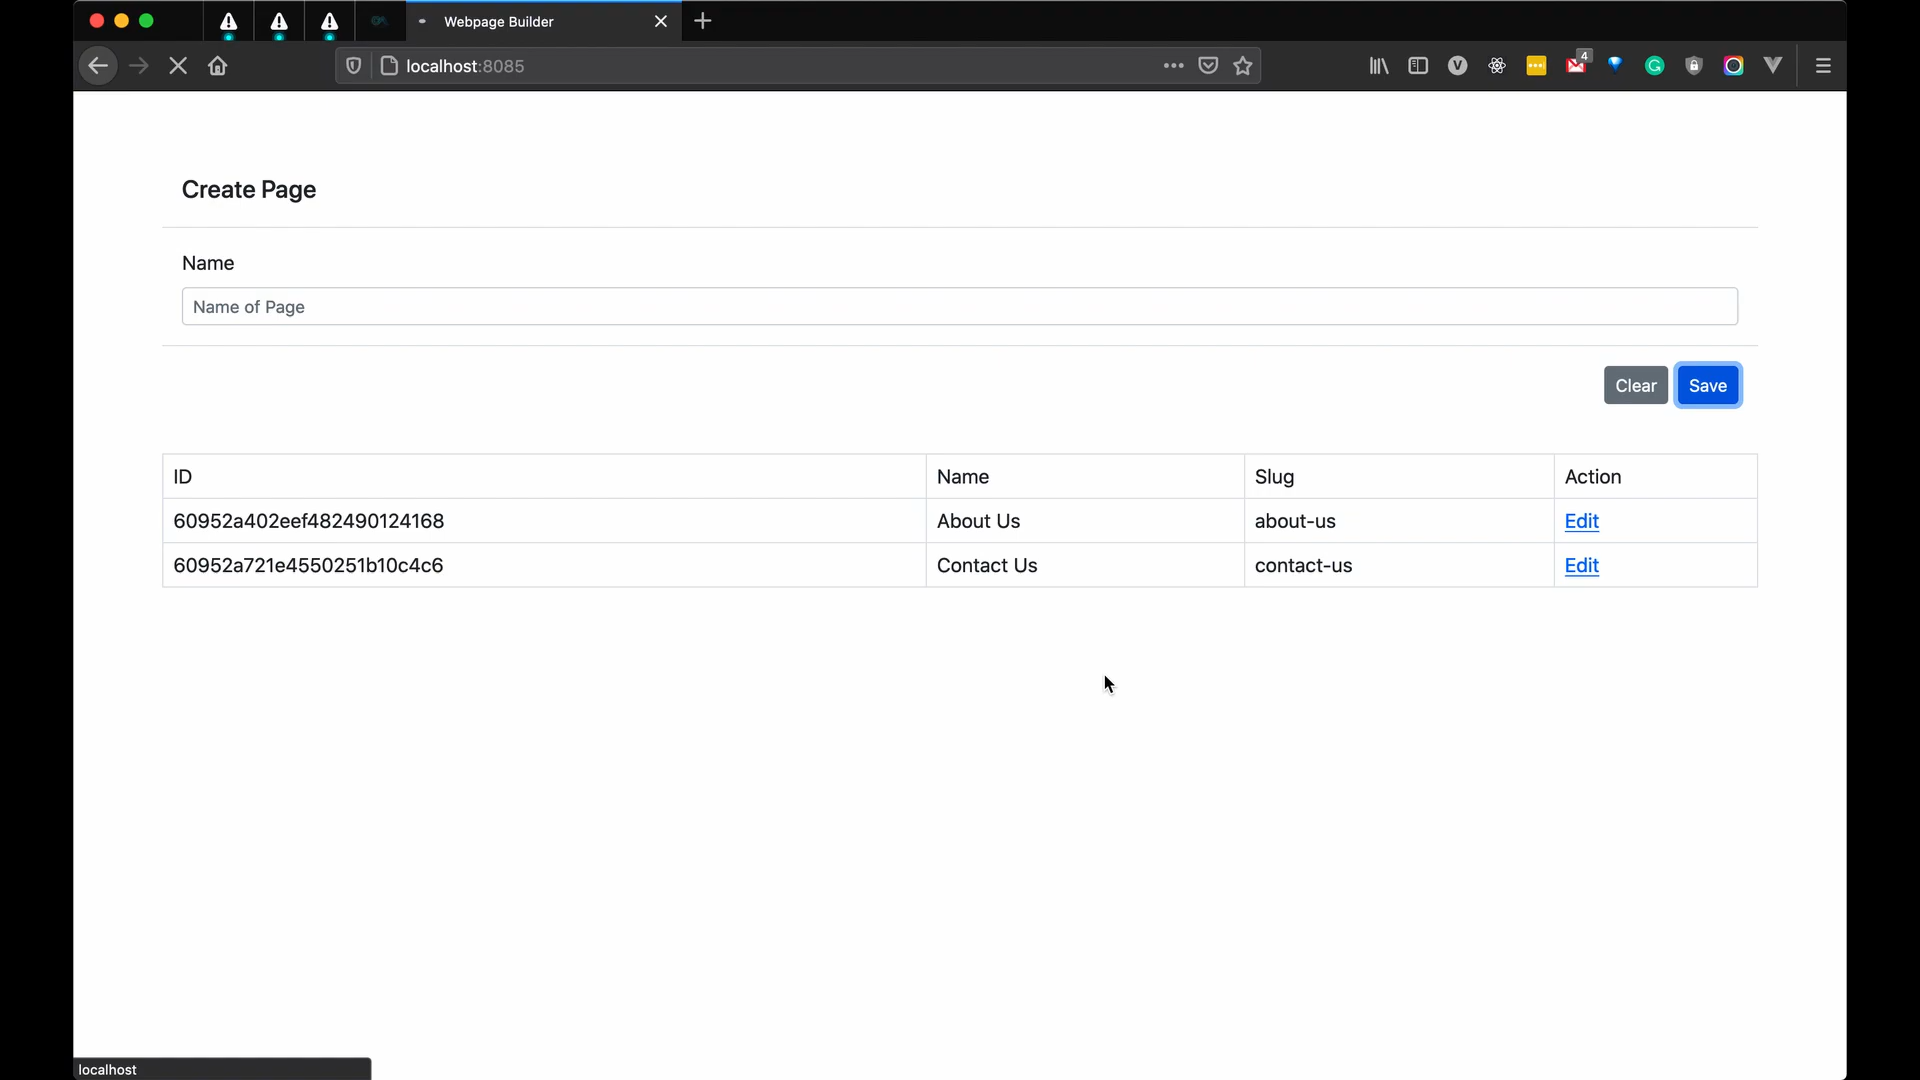 Webpage Builder
localhost:8085
4
Create Page
Name
Name of Page
Clear Save
ID Name Slug Action
60952a402eef482490124168 About Us about-us Edit
60952a721e4550251b10c4c6 Contact Us contact-us Edit
localhost